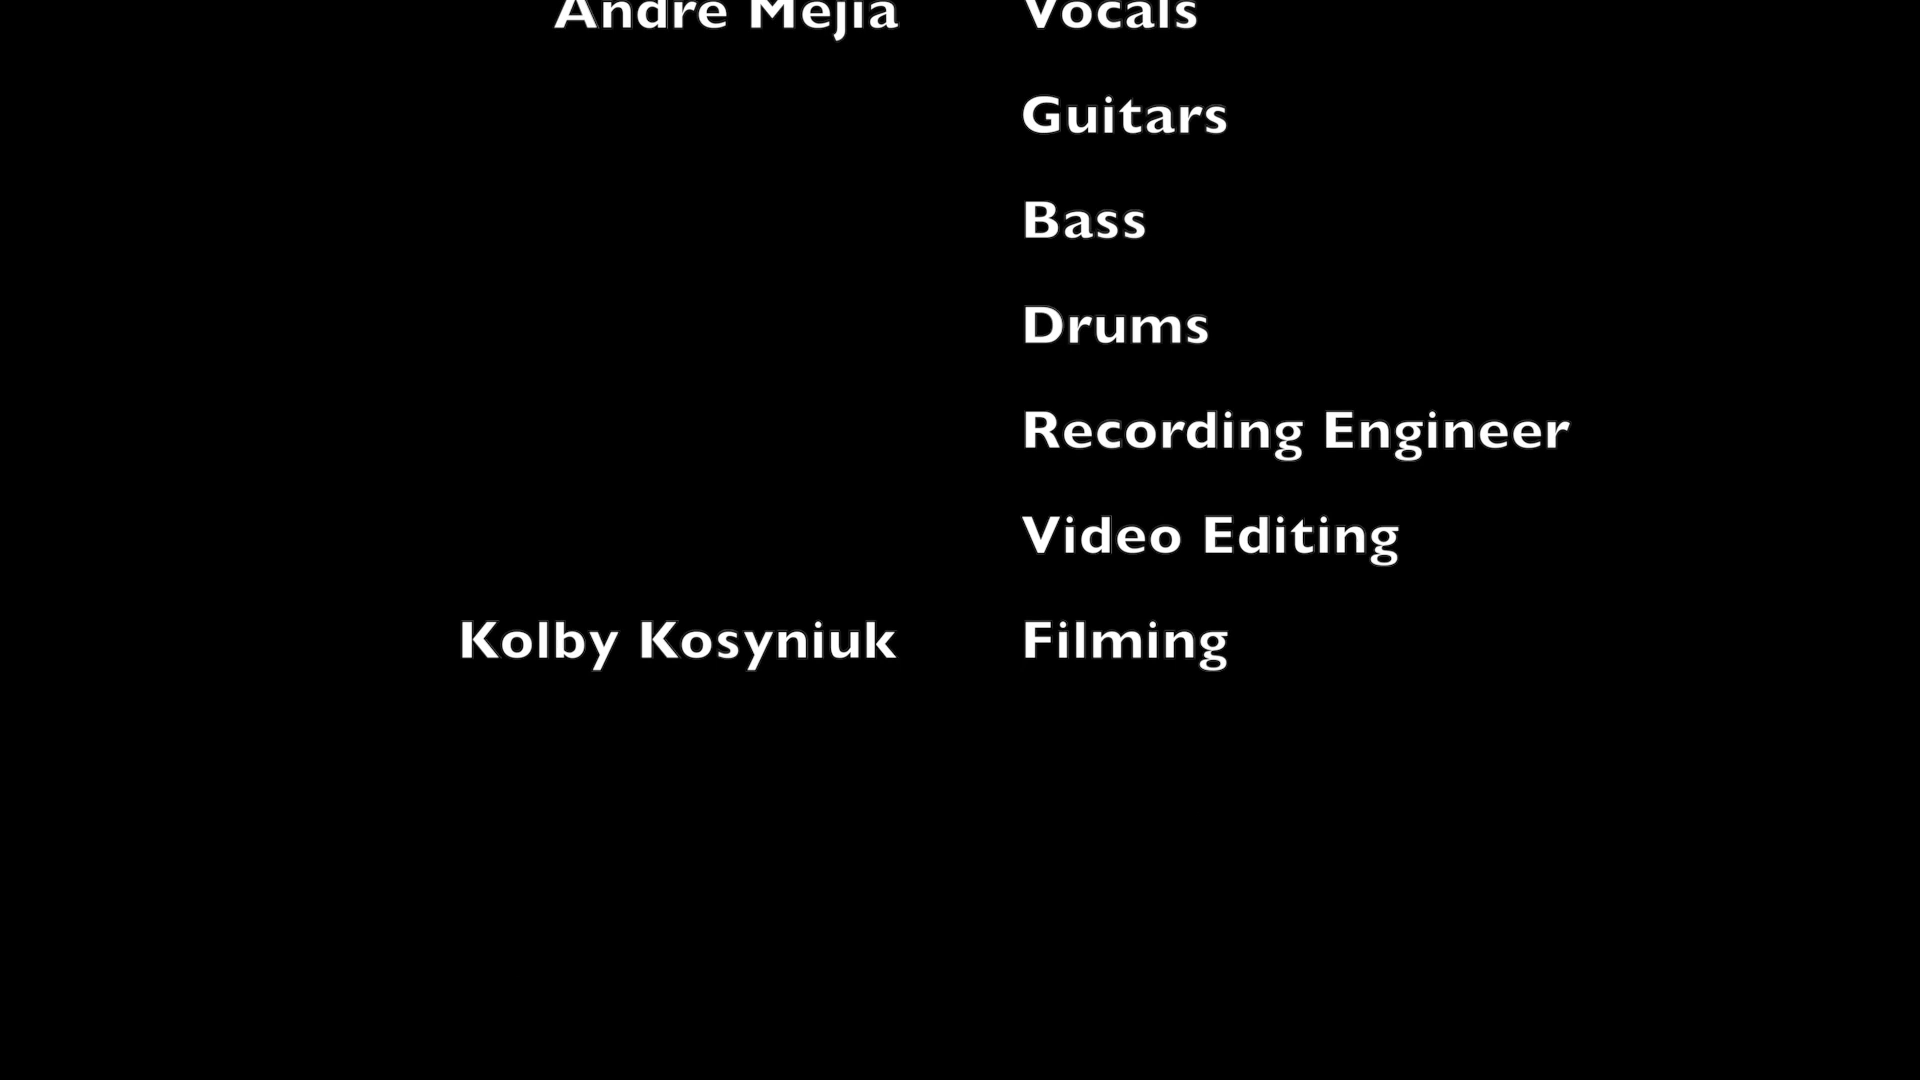 Andre Mejia Vocals
Guitars
Bass
Drums
Recording Engineer
Video Editing
Kolby Kosyniuk Filming